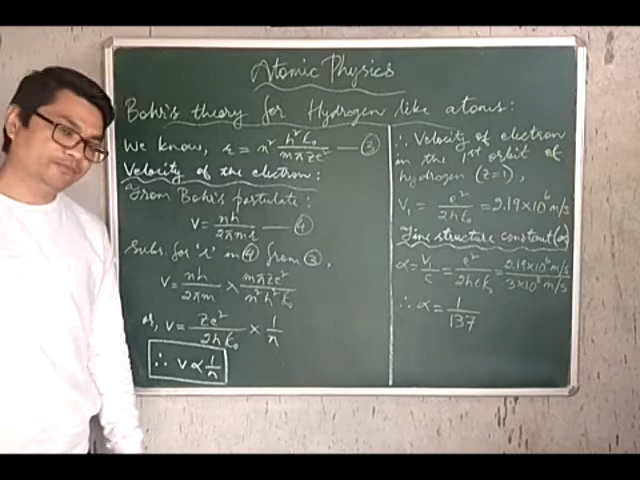 Atomic Physics
Bohr's theory for Hydrogen like atoms:
We know, r = n² h²ε₀/mπze² — ③
Velocity of the electron:
From Bohr's postulate:
v = nh/2πmr — ④
Subs. for 'r' in ④ from ③,
v = nh/2πm × mπze²/n²h²ε₀
or, v = ze²/2hε₀ × 1/n
∴ v ∝ 1/n
∴ Velocity of electron
in the 1st orbit of
hydrogen (z=1),
V₁ = e²/2hε₀ = 2.19×10⁶ m/s
Fine structure constant (α)
α = V₁/c = e²/2hcε₀ = 2.19×10⁶ m/s/3×10⁸ m/s
∴ α = 1/137